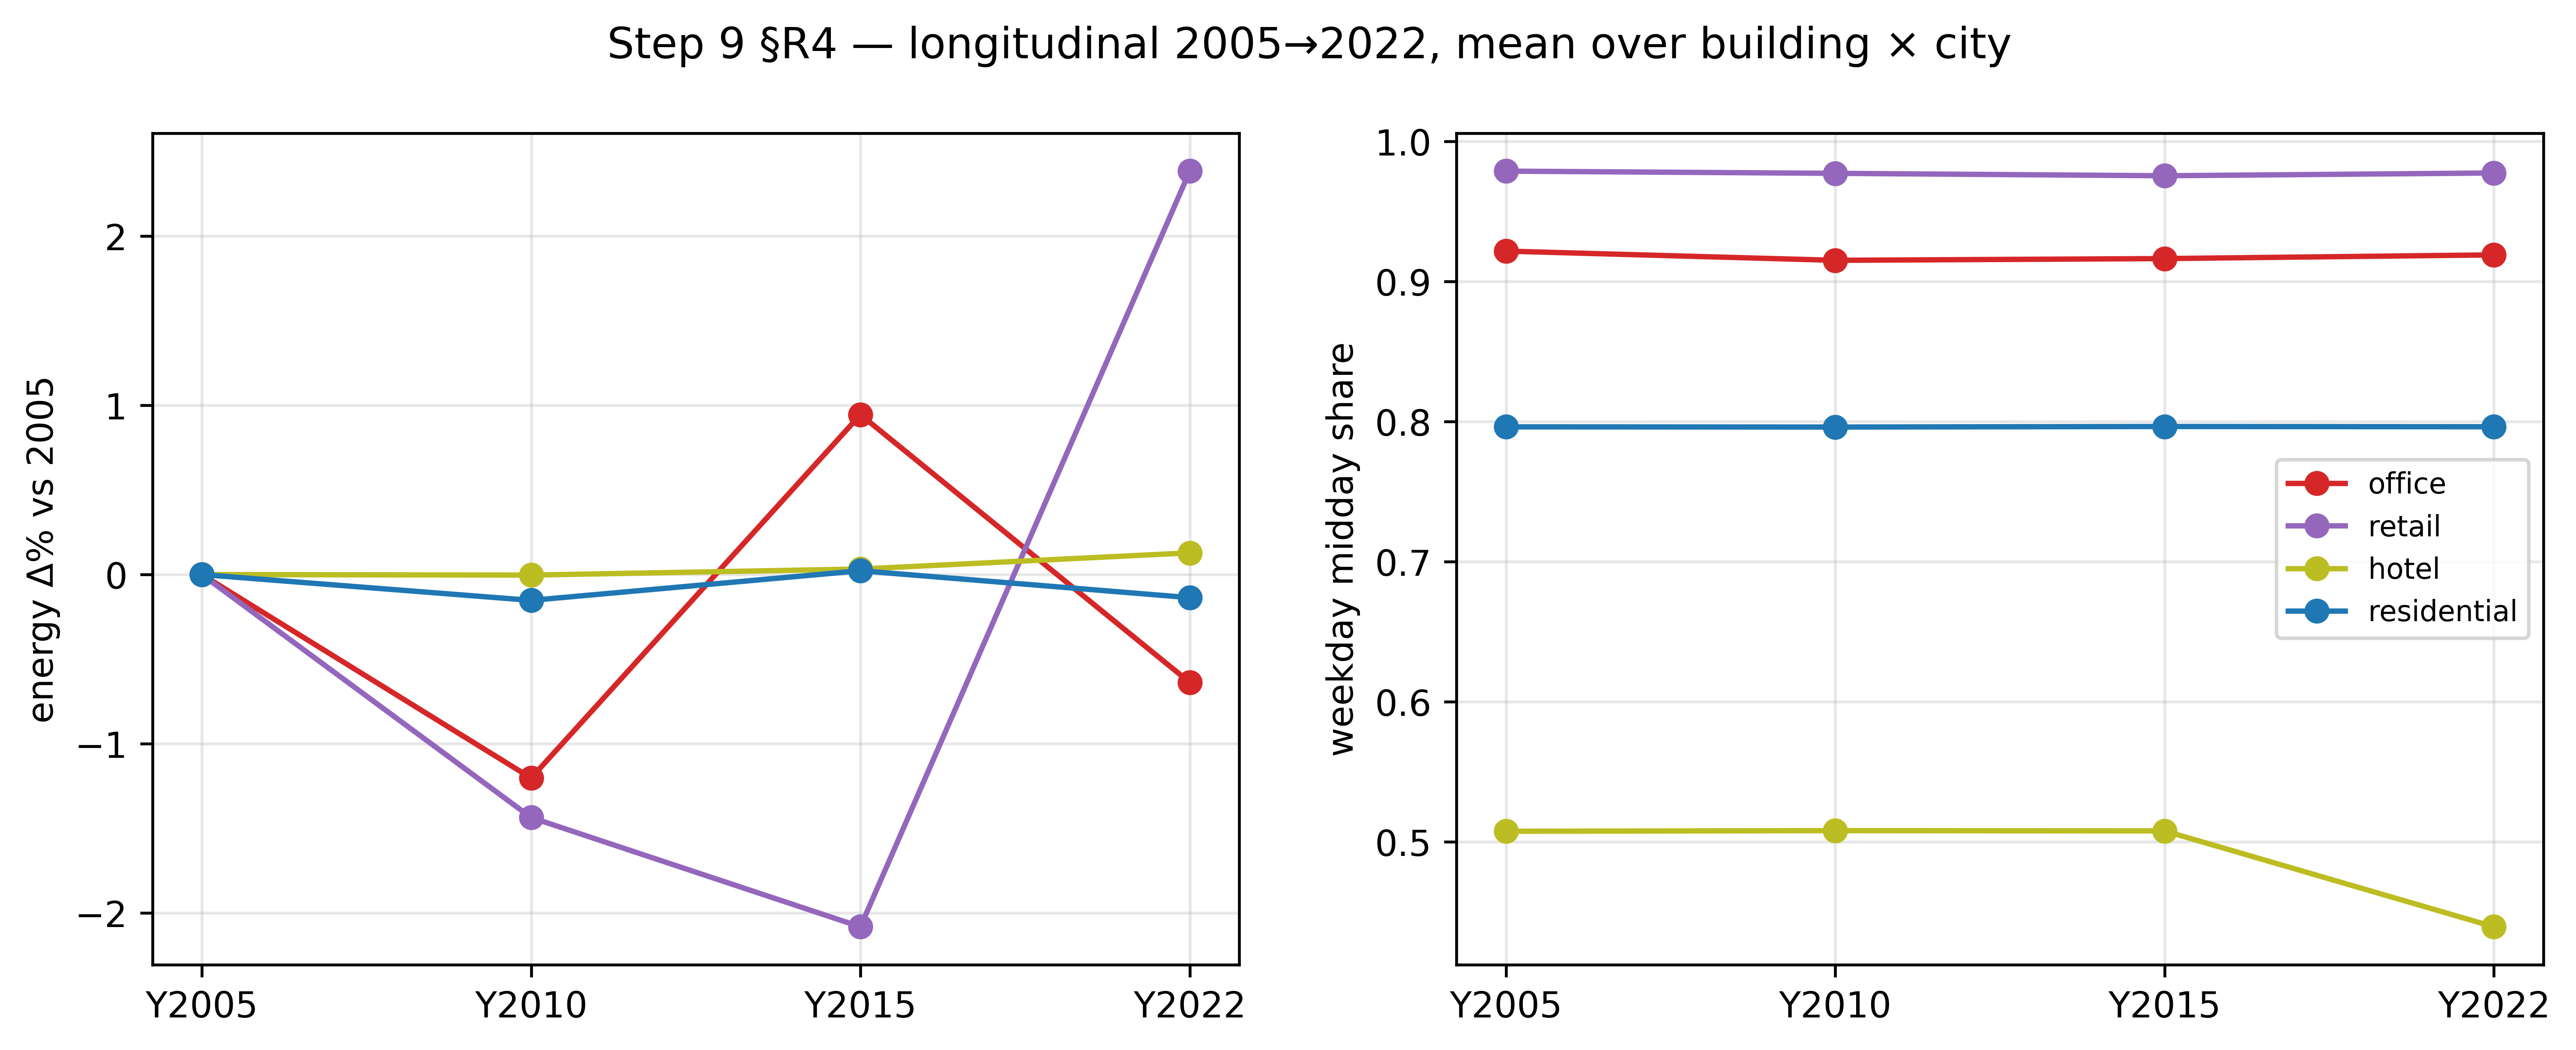 Step 9 §R4 — longitudinal 2005→2022, mean over building × city
energy Δ% vs 2005
2
1
0
−1
−2
Y2005
Y2010
Y2015
Y2022
weekday midday share
1.0
0.9
0.8
0.7
0.6
0.5
office
retail
hotel
residential
Y2005
Y2010
Y2015
Y2022